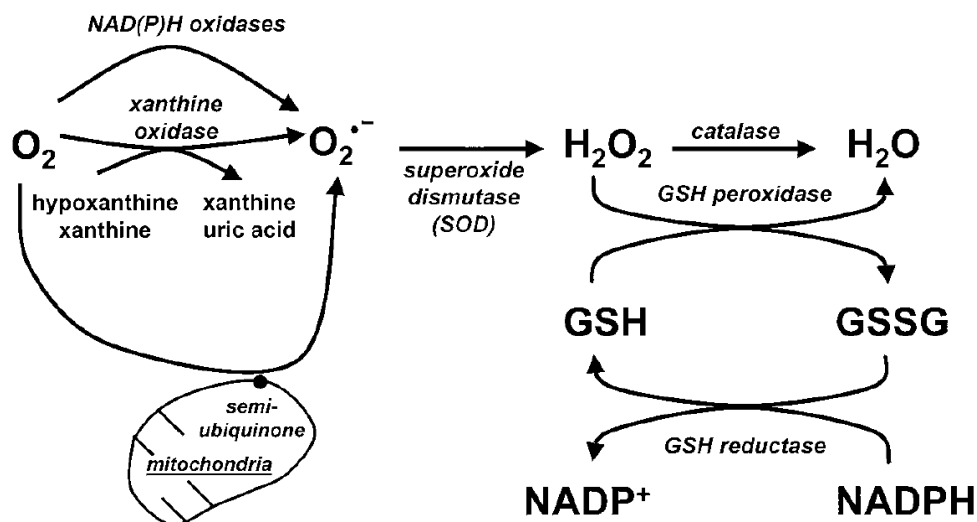 NAD(P)H oxidases
xanthine
oxidase
O₂
O₂•⁻
hypoxanthine
xanthine
xanthine
uric acid
semi-
ubiquinone
mitochondria
superoxide
dismutase
(SOD)
H₂O₂
catalase
H₂O
GSH peroxidase
GSH
GSSG
GSH reductase
NADP⁺
NADPH